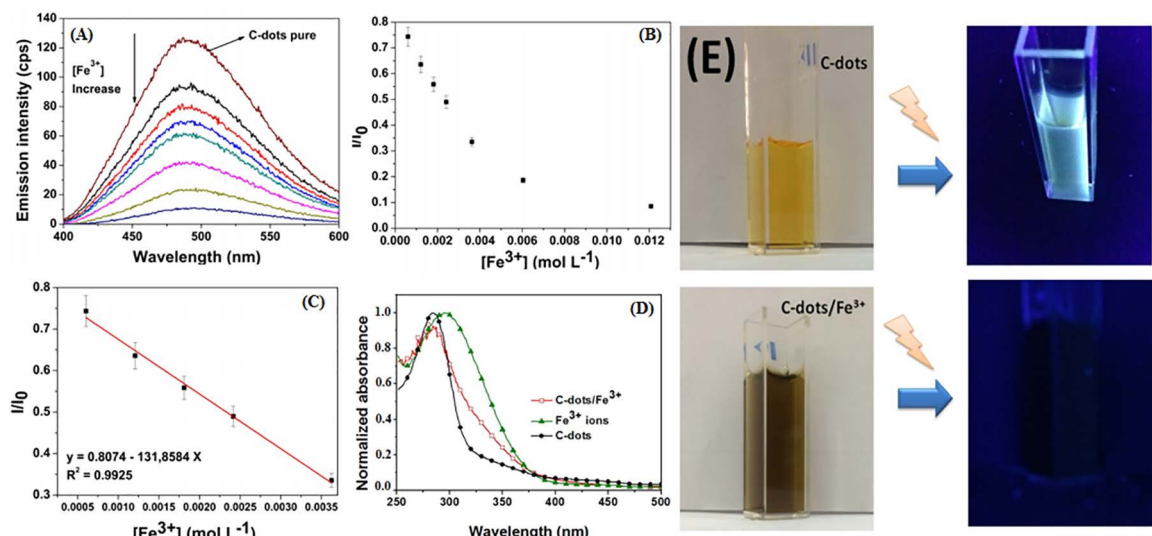 (A)
C-dots pure
[Fe³⁺]
Increase
Emission intensity (cps)
140
120
100
80
60
40
20
0
400
450
500
550
600
Wavelength (nm)
(B)
I/I₀
0.8
0.7
0.6
0.5
0.4
0.3
0.2
0.1
0.0
0.000
0.002
0.004
0.006
0.008
0.010
0.012
[Fe³⁺] (mol L⁻¹)
(C)
I/I₀
0.8
0.7
0.6
0.5
0.4
0.3
y = 0.8074 - 131,8584 X
R² = 0.9925
0.0005
0.0010
0.0015
0.0020
0.0025
0.0030
0.0035
[Fe³⁺] (mol L⁻¹)
(D)
Normalized absorbance
1.0
0.8
0.6
0.4
0.2
0.0
C-dots/Fe³⁺
Fe³⁺ ions
C-dots
250
300
350
400
450
500
Wavelength (nm)
(E)
C-dots
C-dots/Fe³⁺